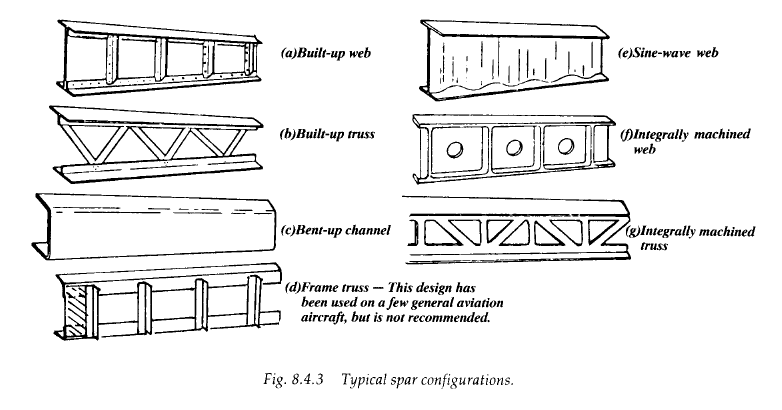 (a)Built-up web
(b)Built-up truss
(c)Bent-up channel
(d)Frame truss — This design has
been used on a few general aviation
aircraft, but is not recommended.
(e)Sine-wave web
(f)Integrally machined
web
(g)Integrally machined
truss
Fig. 8.4.3 Typical spar configurations.